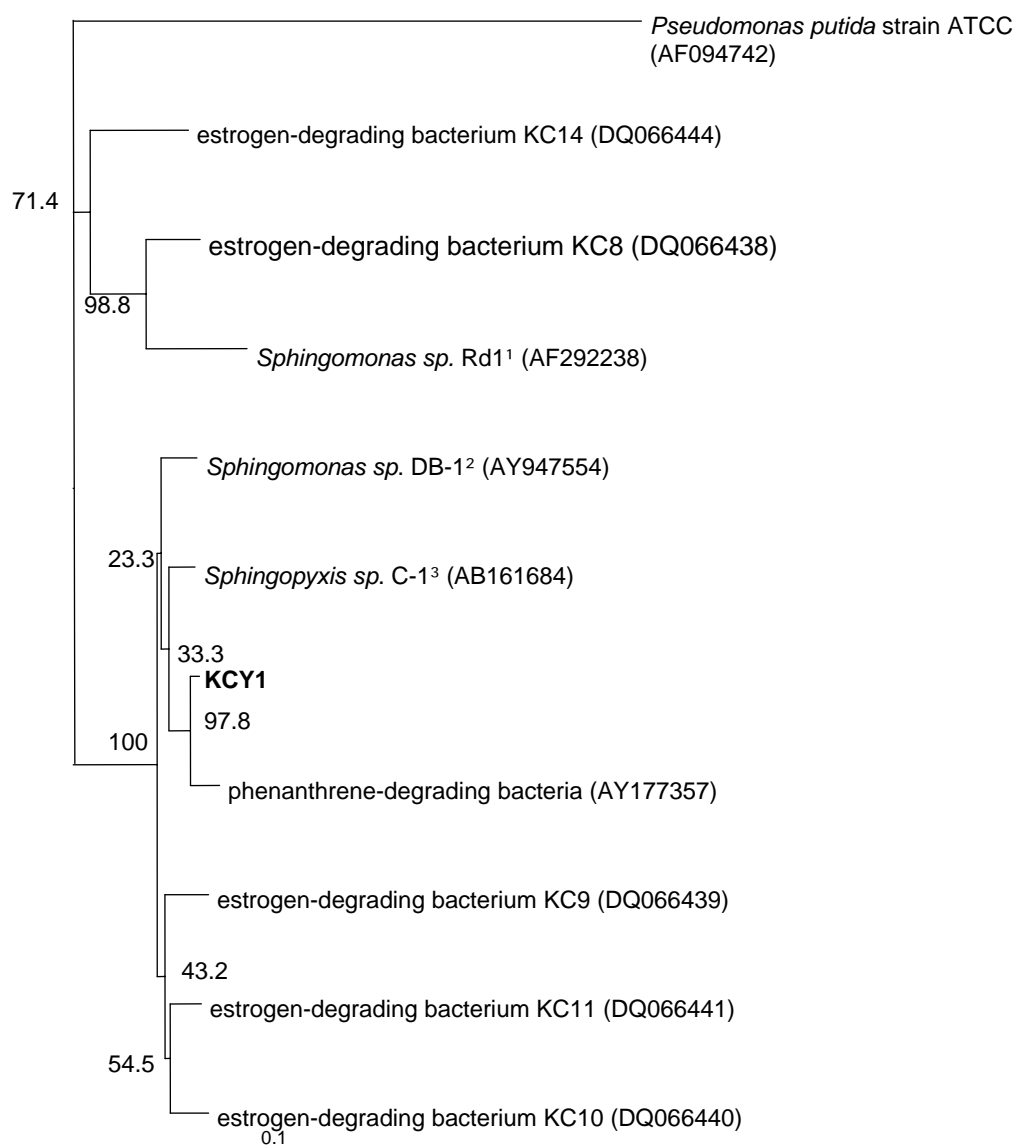 Pseudomonas putida strain ATCC
(AF094742)
estrogen-degrading bacterium KC14 (DQ066444)
71.4
estrogen-degrading bacterium KC8 (DQ066438)
98.8
Sphingomonas sp. Rd1¹ (AF292238)
Sphingomonas sp. DB-1² (AY947554)
23.3
Sphingopyxis sp. C-1³ (AB161684)
33.3
KCY1
97.8
100
phenanthrene-degrading bacteria (AY177357)
estrogen-degrading bacterium KC9 (DQ066439)
43.2
estrogen-degrading bacterium KC11 (DQ066441)
54.5
estrogen-degrading bacterium KC10 (DQ066440)
0.1